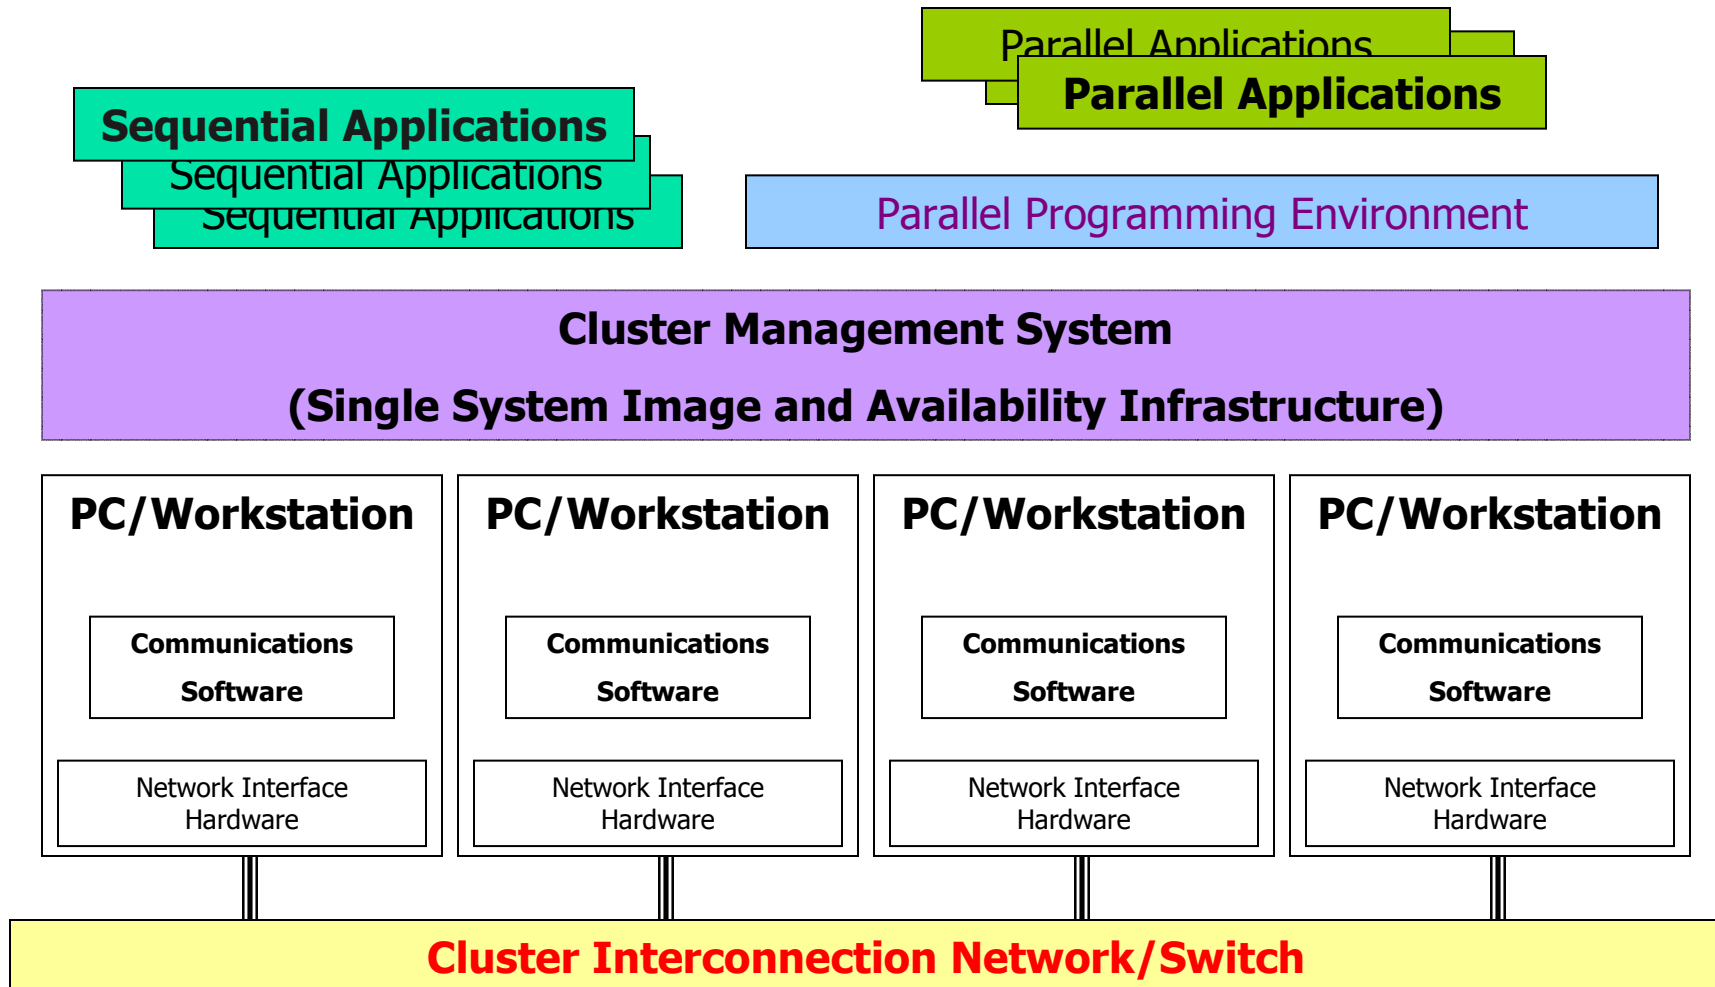 Parallel Applications
Parallel Applications
Sequential Applications
Sequential Applications
Sequential Applications
Parallel Programming Environment
Cluster Management System
(Single System Image and Availability Infrastructure)
PC/Workstation
Communications
Software
Network Interface
Hardware
PC/Workstation
Communications
Software
Network Interface
Hardware
PC/Workstation
Communications
Software
Network Interface
Hardware
PC/Workstation
Communications
Software
Network Interface
Hardware
Cluster Interconnection Network/Switch